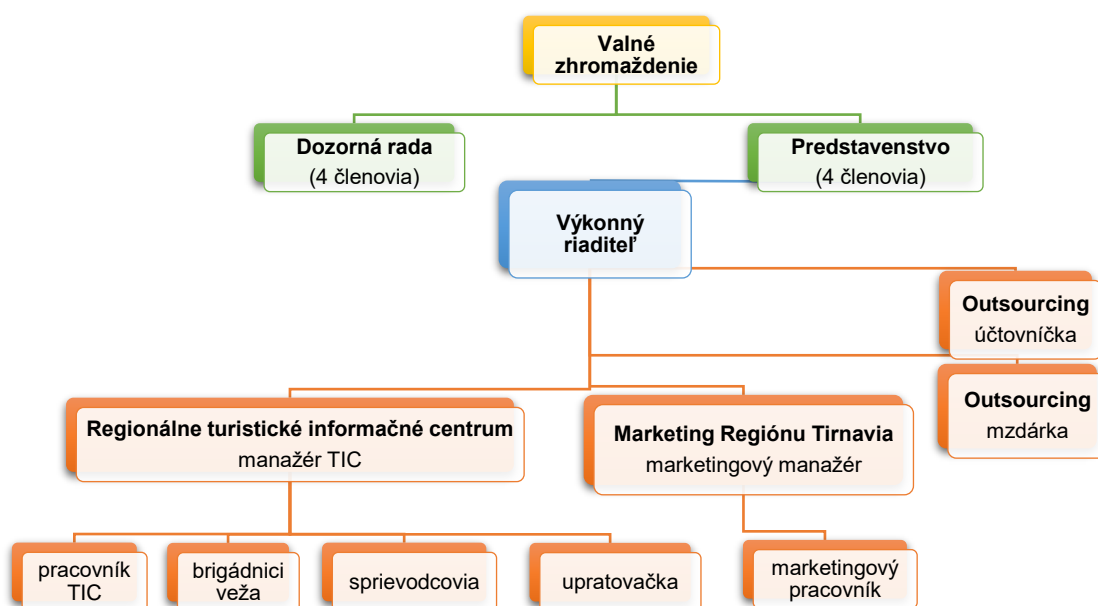 Valné
zhromaždenie
Dozorná rada
(4 členovia)
Predstavenstvo
(4 členovia)
Výkonný
riaditeľ
Outsourcing
účtovníčka
Outsourcing
mzdárka
Regionálne turistické informačné centrum
manažér TIC
Marketing Regiónu Tirnavia
marketingový manažér
pracovník
TIC
brigádnici
veža
sprievodcovia
upratovačka
marketingový
pracovník